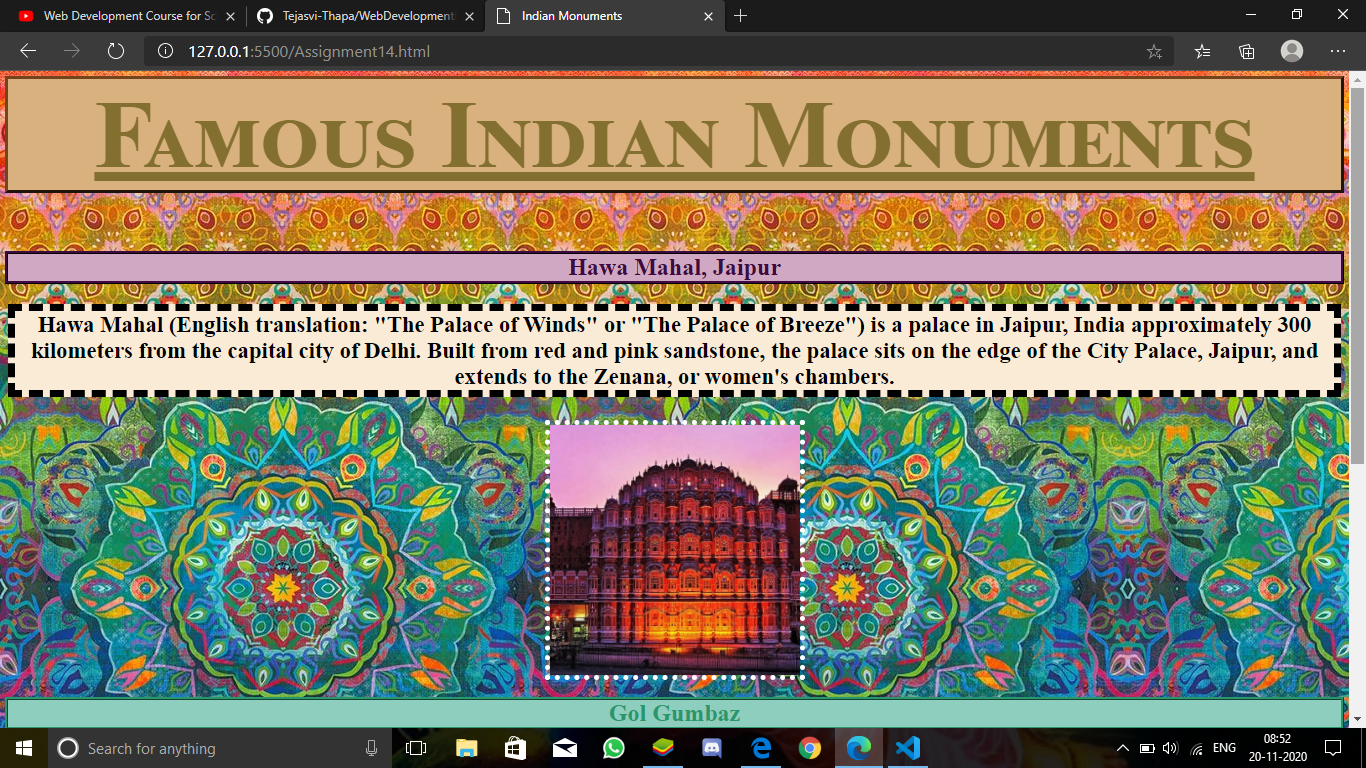 Web Development Course for Sc
Tejasvi-Thapa/WebDevelopment
Indian Monuments
127.0.0.1:5500/Assignment14.html
Famous Indian Monuments
Hawa Mahal, Jaipur
Hawa Mahal (English translation: "The Palace of Winds" or "The Palace of Breeze") is a palace in Jaipur, India approximately 300
kilometers from the capital city of Delhi. Built from red and pink sandstone, the palace sits on the edge of the City Palace, Jaipur, and
extends to the Zenana, or women's chambers.
Gol Gumbaz
Search for anything
ENG
08:52
20-11-2020